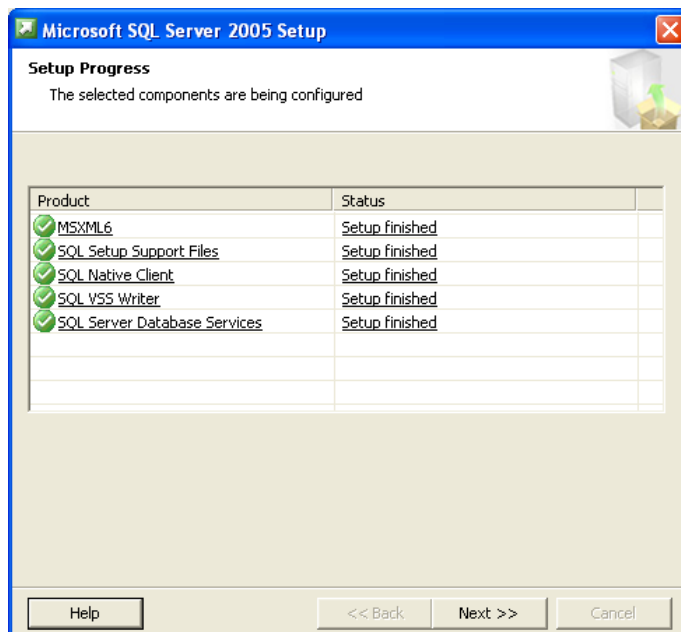 Microsoft SQL Server 2005 Setup
Setup Progress
The selected components are being configured
Product Status
MSXML6 Setup finished
SQL Setup Support Files Setup finished
SQL Native Client Setup finished
SQL VSS Writer Setup finished
SQL Server Database Services Setup finished
Help << Back Next >> Cancel